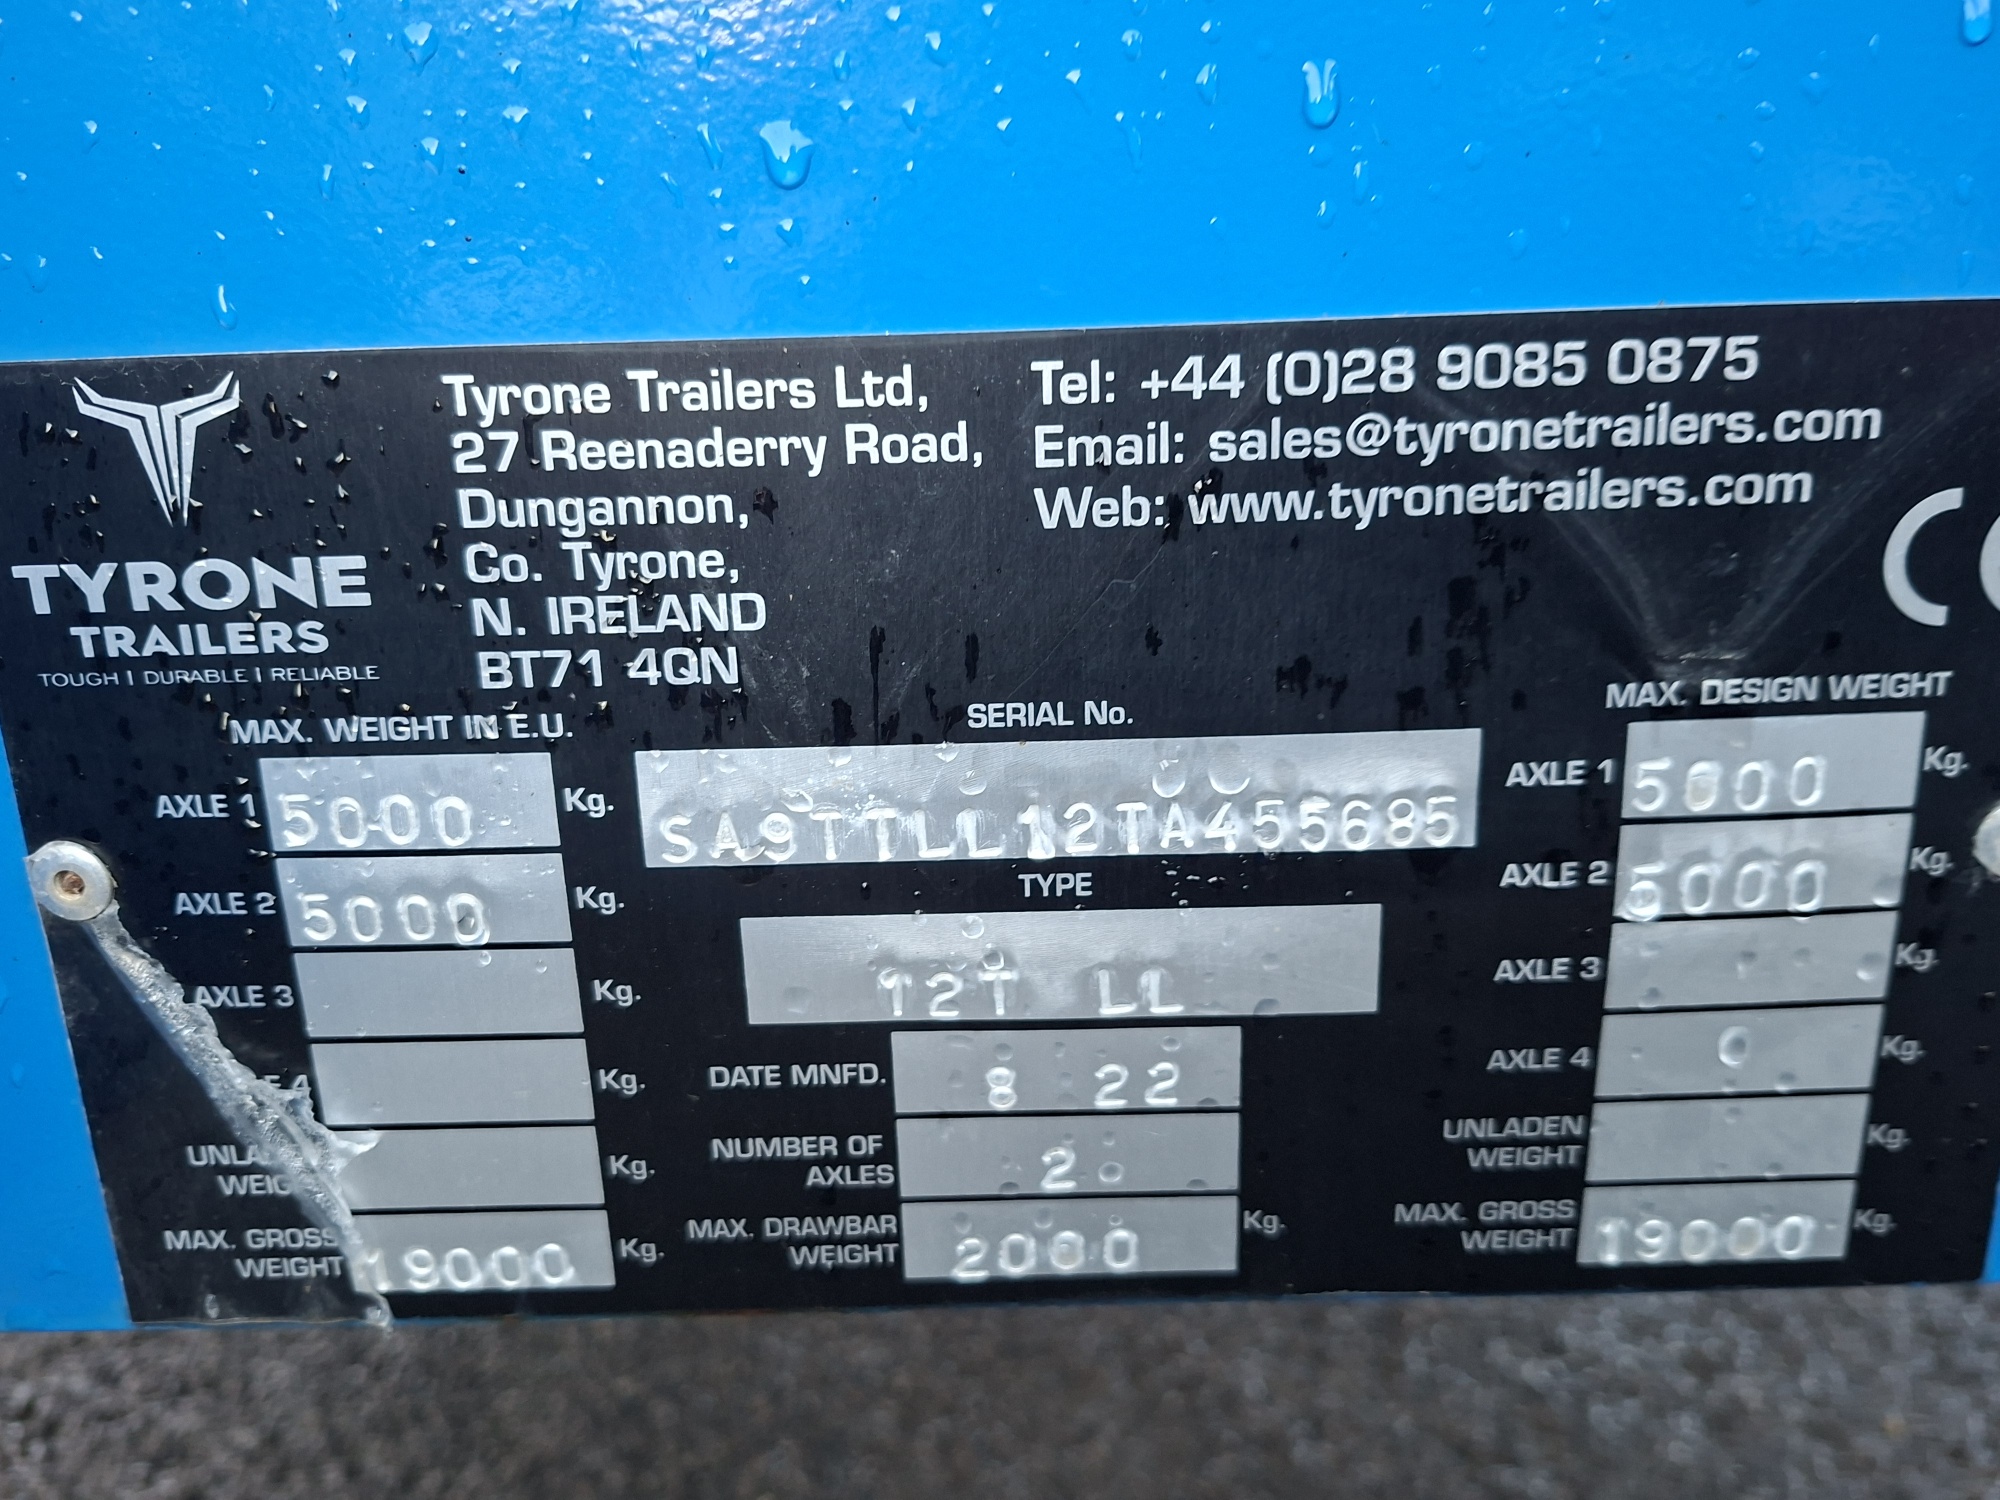 TYRONE
TRAILERS
TOUGH | DURABLE | RELIABLE
Tyrone Trailers Ltd,
27 Reenaderry Road,
Dungannon,
Co. Tyrone,
N. IRELAND
BT71 4QN
Tel: +44 (0)28 9085 0875
Email: sales@tyronetrailers.com
Web: www.tyronetrailers.com
CE
MAX. WEIGHT IN E.U.
AXLE 1 5000 Kg.
AXLE 2 5000 Kg.
AXLE 3 Kg.
4 Kg.
Kg.
WEIGHT
MAX. GROSS
WEIGHT 19000 Kg.
SERIAL No.
SA9TTLL12TA455685
TYPE
12T LL
DATE MNFD. 8 22
NUMBER OF
AXLES 2
MAX. DRAWBAR
WEIGHT 2000 Kg.
MAX. DESIGN WEIGHT
AXLE 1 5000 Kg.
AXLE 2 5000 Kg.
AXLE 3 Kg.
AXLE 4 Kg.
UNLADEN
WEIGHT Kg.
MAX. GROSS
WEIGHT 19000 Kg.